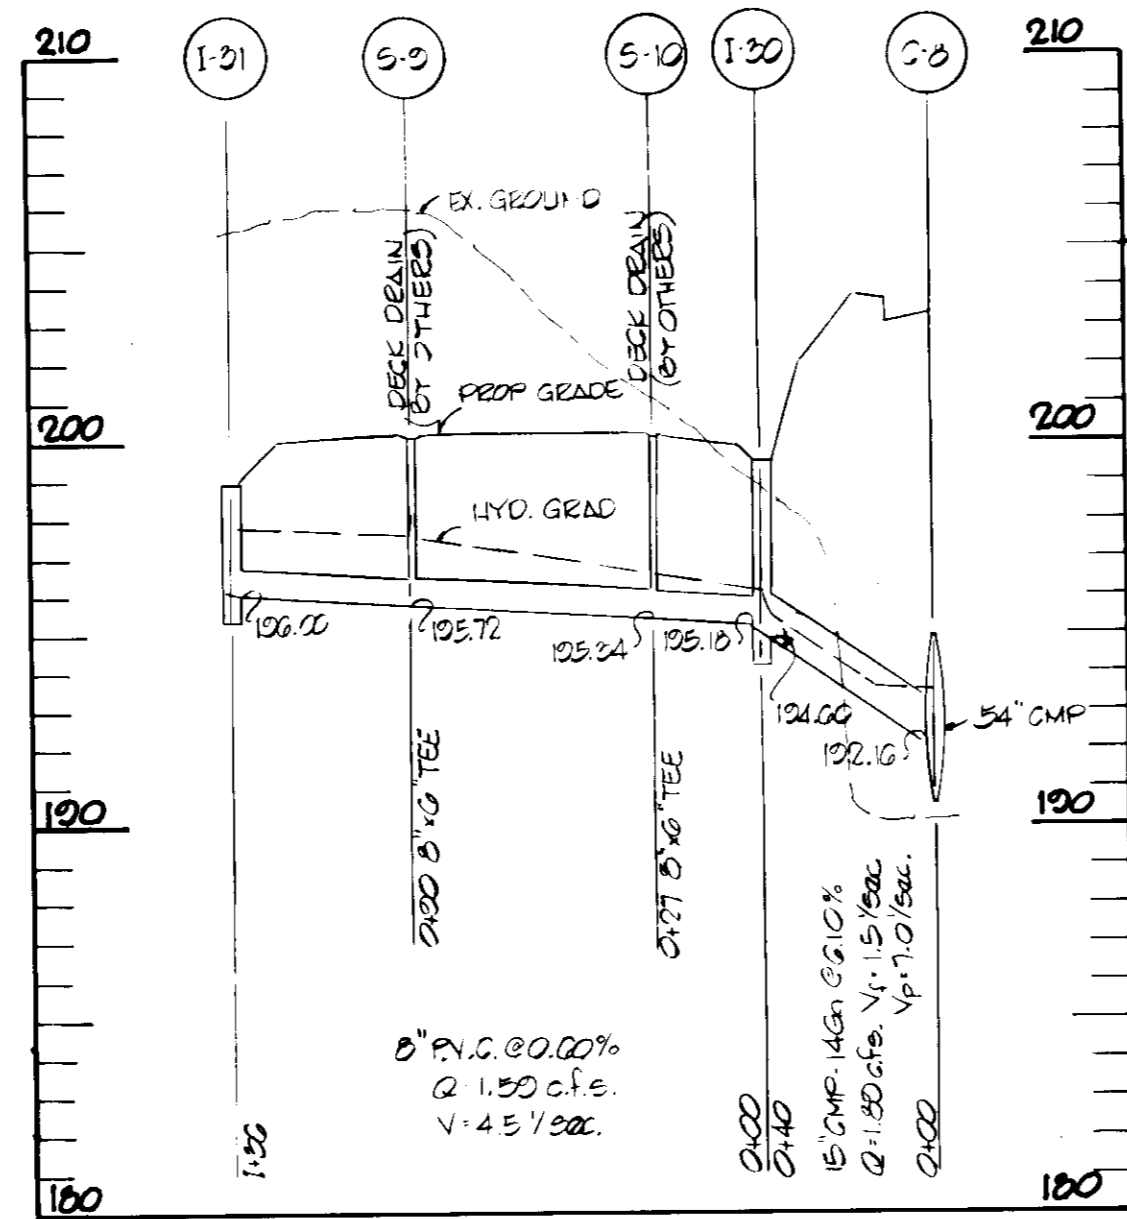 210
I-31
S-9
S-10
I-30
C-8
210
EX. GROUND
DECK DRAIN
(BY OTHERS)
DECK DRAIN
(BY OTHERS)
PROP GRADE
200
200
HYD. GRAD
196.00
195.72
195.34
195.18
194.60
192.16
54" CMP
190
190
0+90 8"x6" TEE
0+27 8"x6" TEE
8" P.V.C. @ 0.60%
Q 1.59 c.f.s.
V = 4.5 '/sec.
15" CMP-14Ga @ 6.10%
Q=1.80 c.f.s. Vf = 1.5 '/sec
Vp = 7.0 '/sec.
1+36
0+00
0+40
0+00
180
180